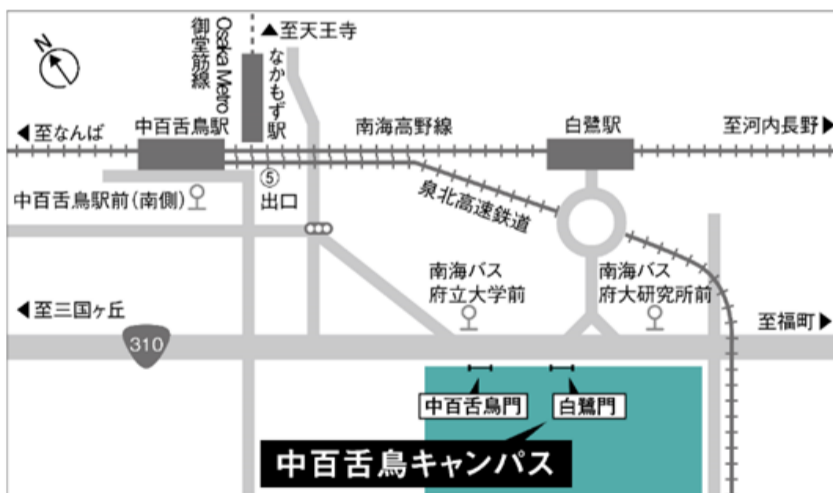 N
Osaka Metro
御堂筋線
なかもず駅
▲至天王寺
◀至なんば
中百舌鳥駅
南海高野線
白鷺駅
至河内長野▶
⑤
出口
中百舌鳥駅前(南側)
泉北高速鉄道
南海バス
府立大学前
南海バス
府大研究所前
◀至三国ヶ丘
310
至福町▶
中百舌鳥門
白鷺門
中百舌鳥キャンパス